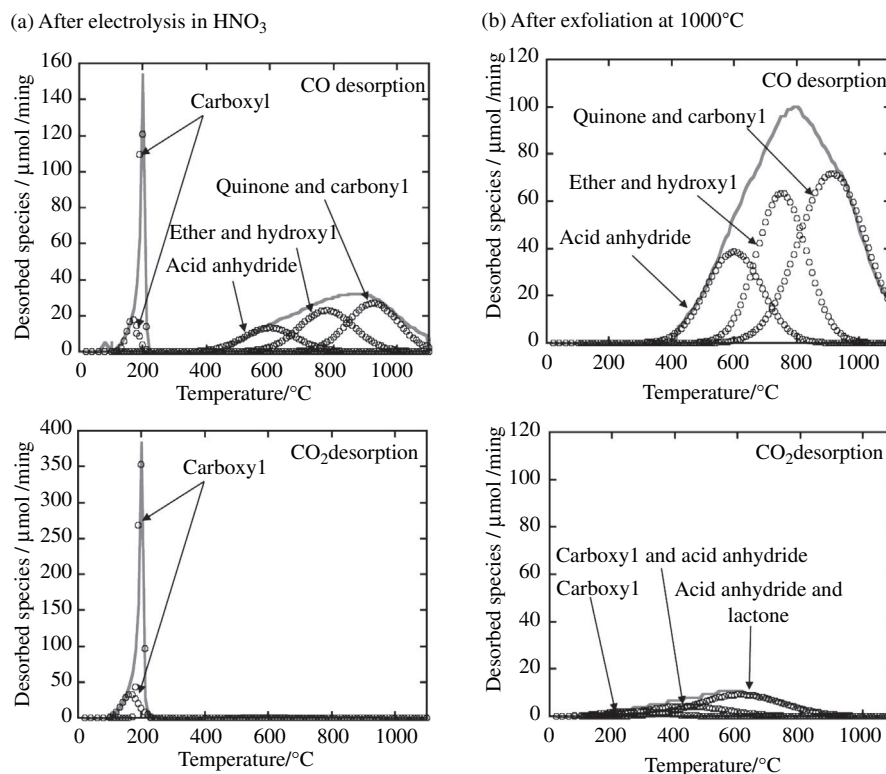 (a) After electrolysis in HNO₃
160
140
120
100
80
60
40
20
0
Desorbed species / μmol /ming
CO desorption
Carboxyl
Quinone and carbony1
Ether and hydroxy1
Acid anhydride
0 200 400 600 800 1000
Temperature/°C
400
350
300
250
200
150
100
50
0
Desorbed species / μmol /ming
CO₂desorption
Carboxy1
0 200 400 600 800 1000
Temperature/°C
(b) After exfoliation at 1000°C
120
100
80
60
40
20
0
Desorbed species / μmol /ming
CO desorption
Quinone and carbony1
Ether and hydroxy1
Acid anhydride
0 200 400 600 800 1000
Temperature/°C
120
100
80
60
40
20
0
Desorbed species / μmol /ming
CO₂desorption
Carboxy1 and acid anhydride
Carboxy1
Acid anhydride and
lactone
0 200 400 600 800 1000
Temperature/°C